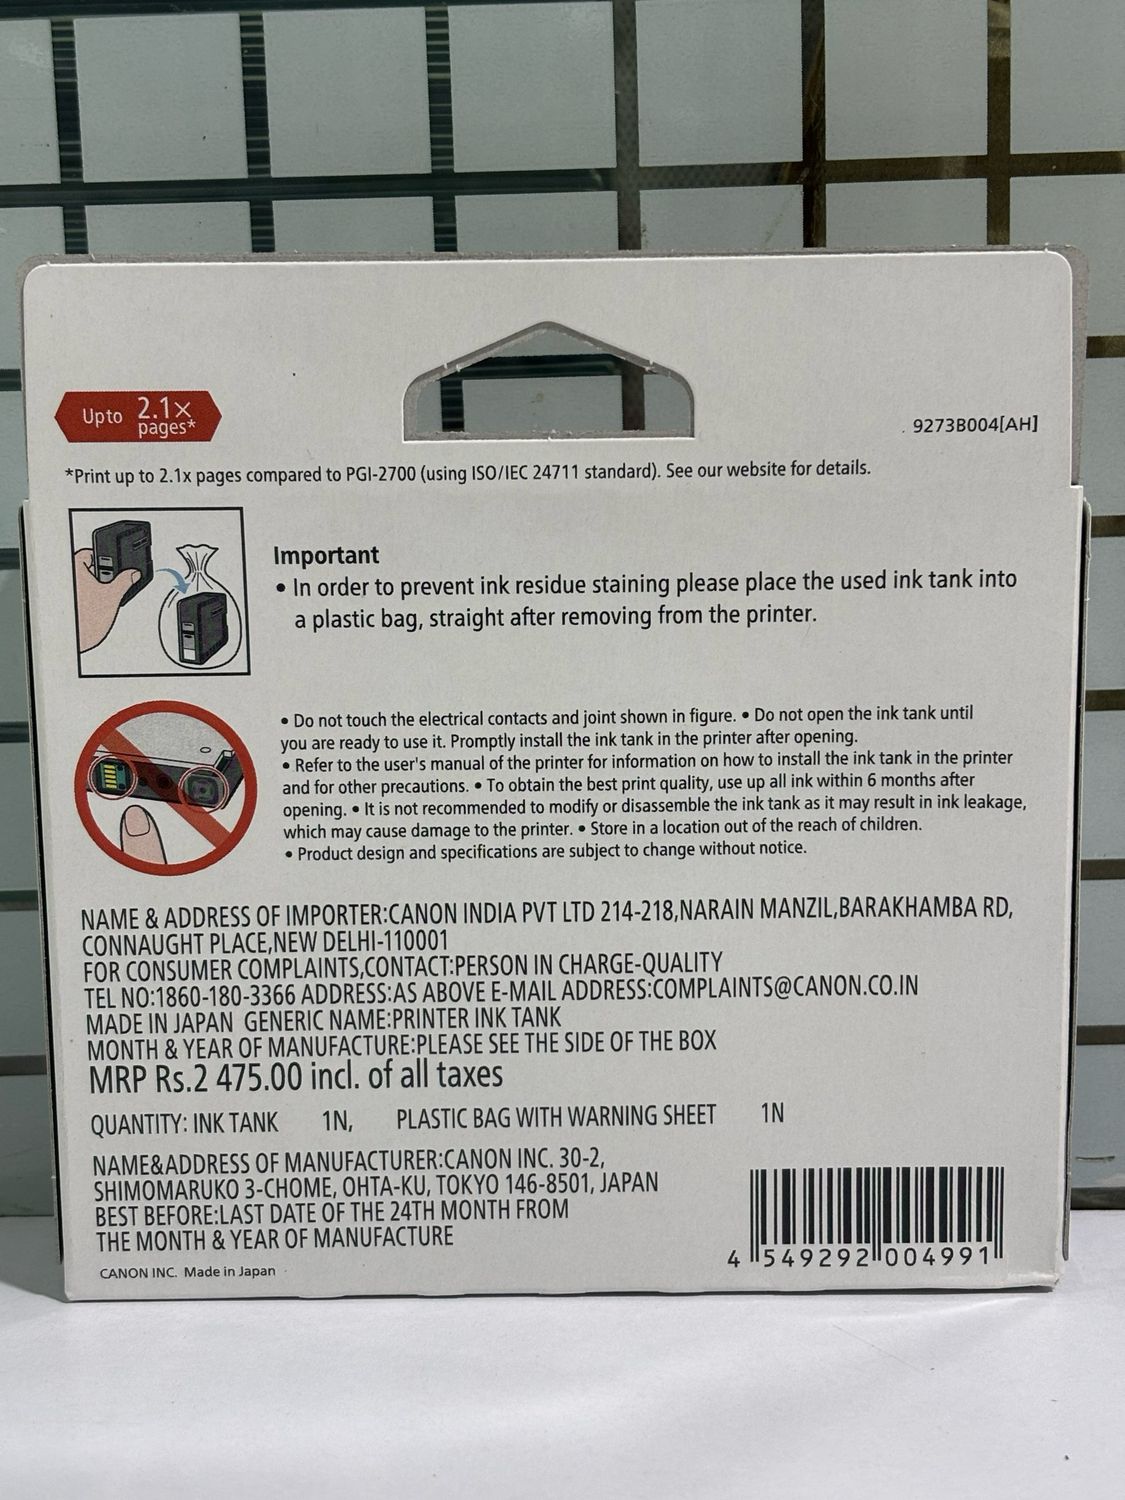 Upto 2.1x
pages*
9273B004[AH]
*Print up to 2.1x pages compared to PGI-2700 (using ISO/IEC 24711 standard). See our website for details.
Important
• In order to prevent ink residue staining please place the used ink tank into
a plastic bag, straight after removing from the printer.
• Do not touch the electrical contacts and joint shown in figure. • Do not open the ink tank until
you are ready to use it. Promptly install the ink tank in the printer after opening.
• Refer to the user's manual of the printer for information on how to install the ink tank in the printer
and for other precautions. • To obtain the best print quality, use up all ink within 6 months after
opening. • It is not recommended to modify or disassemble the ink tank as it may result in ink leakage,
which may cause damage to the printer. • Store in a location out of the reach of children.
• Product design and specifications are subject to change without notice.
NAME & ADDRESS OF IMPORTER:CANON INDIA PVT LTD 214-218,NARAIN MANZIL,BARAKHAMBA RD,
CONNAUGHT PLACE,NEW DELHI-110001
FOR CONSUMER COMPLAINTS,CONTACT:PERSON IN CHARGE-QUALITY
TEL NO:1860-180-3366 ADDRESS:AS ABOVE E-MAIL ADDRESS:COMPLAINTS@CANON.CO.IN
MADE IN JAPAN GENERIC NAME:PRINTER INK TANK
MONTH & YEAR OF MANUFACTURE:PLEASE SEE THE SIDE OF THE BOX
MRP Rs.2 475.00 incl. of all taxes
QUANTITY: INK TANK 1N, PLASTIC BAG WITH WARNING SHEET 1N
NAME&ADDRESS OF MANUFACTURER:CANON INC. 30-2,
SHIMOMARUKO 3-CHOME, OHTA-KU, TOKYO 146-8501, JAPAN
BEST BEFORE:LAST DATE OF THE 24TH MONTH FROM
THE MONTH & YEAR OF MANUFACTURE
CANON INC. Made in Japan
4 549292 004991